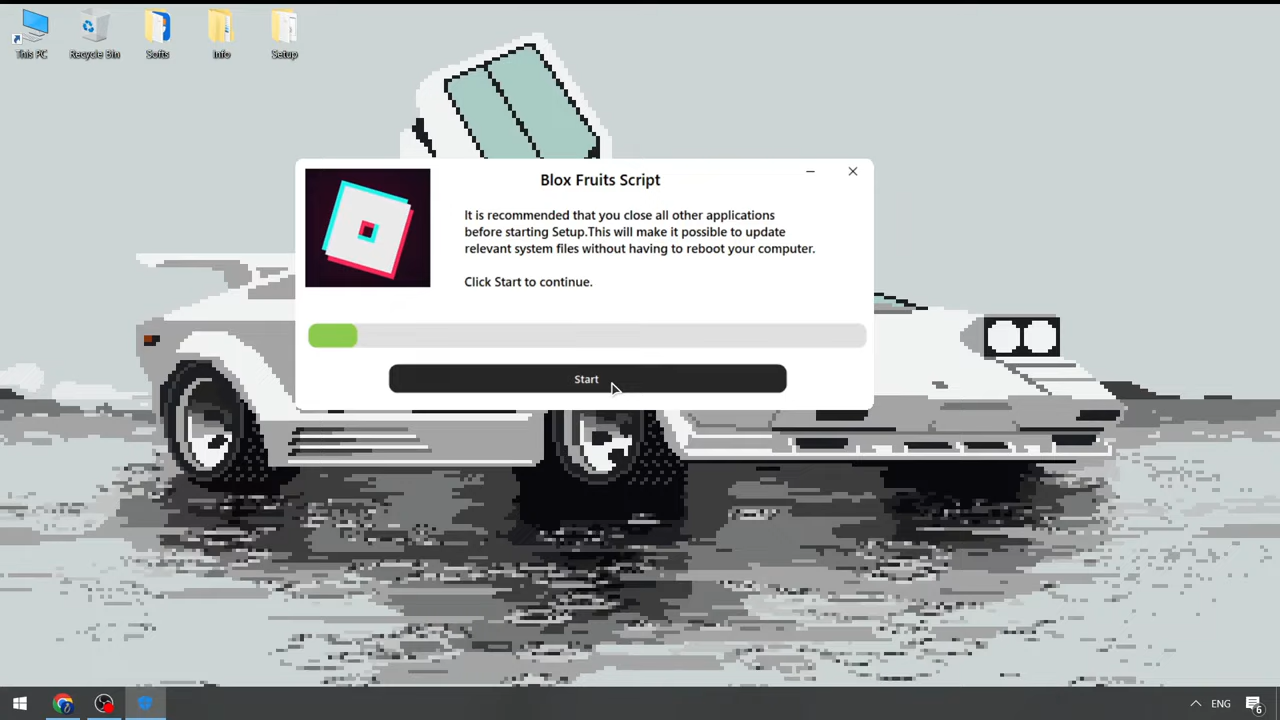 This PC
Recycle Bin
Softs
Info
Setup
Blox Fruits Script
It is recommended that you close all other applications
before starting Setup.This will make it possible to update
relevant system files without having to reboot your computer.
Click Start to continue.
Start
ENG
6